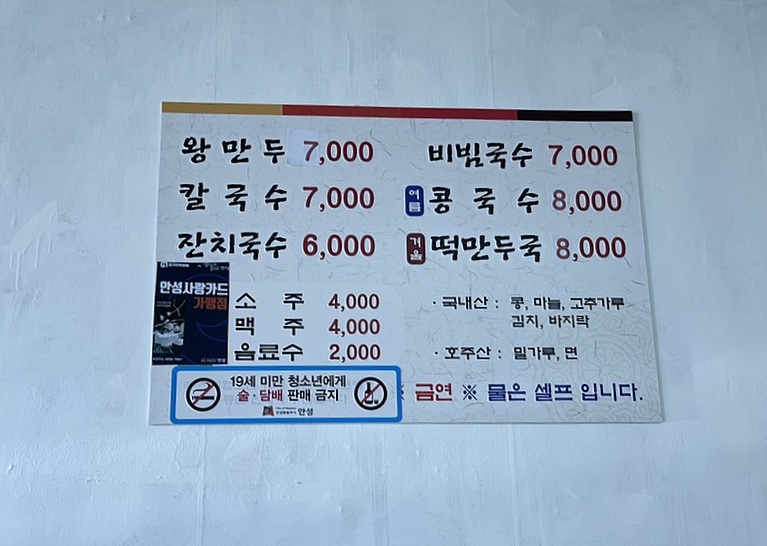 왕만두 7,000
칼국수 7,000
잔치국수 6,000
비빔국수 7,000
여름 콩국수 8,000
겨울 떡만두국 8,000
안성사랑카드
가맹점
소주 4,000
맥주 4,000
음료수 2,000
· 국내산 : 콩, 마늘, 고추가루
김치, 바지락
· 호주산 : 밀가루, 면
19세 미만 청소년에게
술·담배 판매 금지
안성
※ 금연 ※ 물은 셀프 입니다.